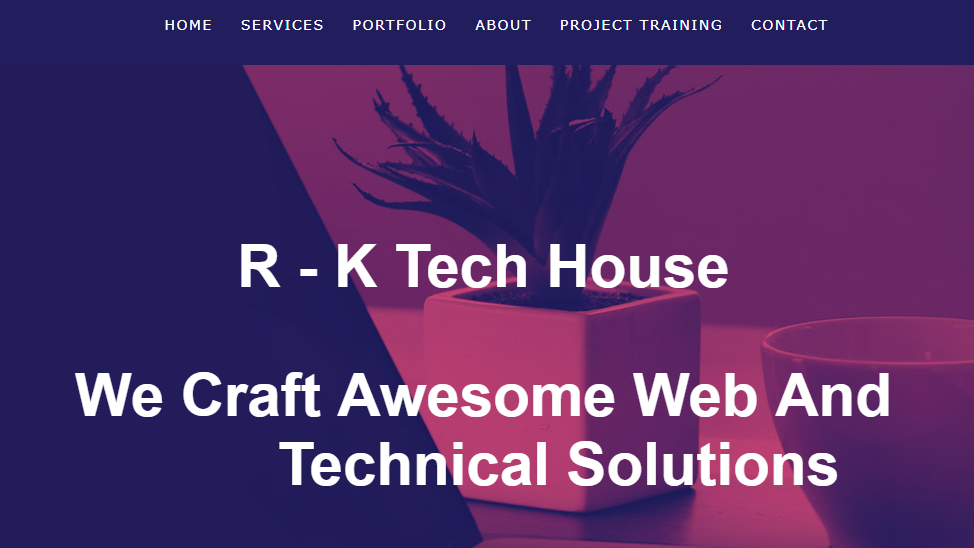 HOME SERVICES PORTFOLIO ABOUT PROJECT TRAINING CONTACT
R - K Tech House
We Craft Awesome Web And
Technical Solutions